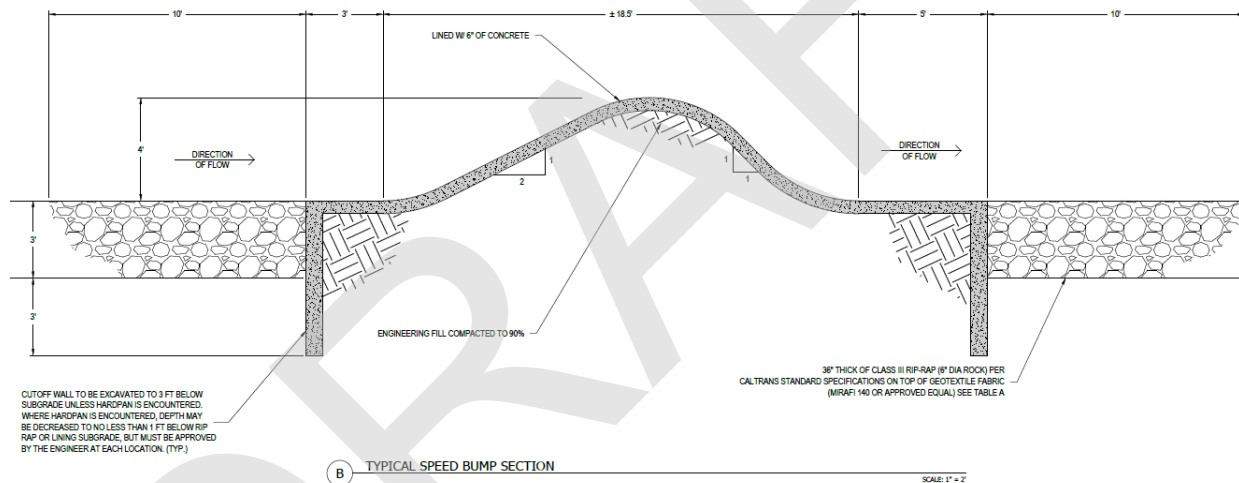 10'
3'
± 18.5'
5'
10'
LINED W/ 6" OF CONCRETE
4'
DIRECTION
OF FLOW
1
2
1
1
DIRECTION
OF FLOW
3'
3'
ENGINEERING FILL COMPACTED TO 90%
36" THICK OF CLASS III RIP-RAP (6" DIA ROCK) PER
CALTRANS STANDARD SPECIFICATIONS ON TOP OF GEOTEXTILE FABRIC
(MIRAFI 140 OR APPROVED EQUAL) SEE TABLE A
CUTOFF WALL TO BE EXCAVATED TO 3 FT BELOW
SUBGRADE UNLESS HARDPAN IS ENCOUNTERED.
WHERE HARDPAN IS ENCOUNTERED, DEPTH MAY
BE DECREASED TO NO LESS THAN 1 FT BELOW RIP
RAP OR LINING SUBGRADE, BUT MUST BE APPROVED
BY THE ENGINEER AT EACH LOCATION. (TYP.)
B TYPICAL SPEED BUMP SECTION
SCALE: 1" = 2'